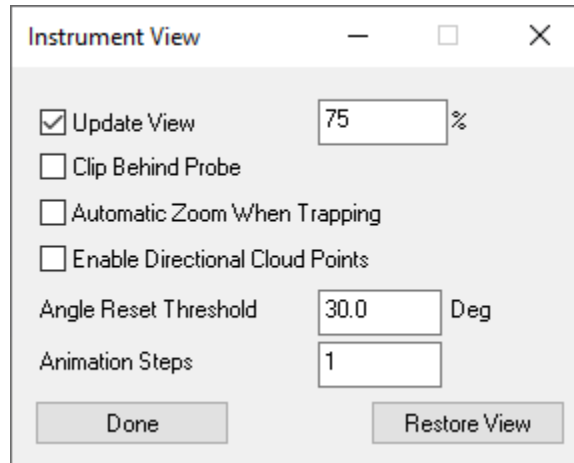 Instrument View
Update View 75 %
Clip Behind Probe
Automatic Zoom When Trapping
Enable Directional Cloud Points
Angle Reset Threshold 30.0 Deg
Animation Steps 1
Done Restore View